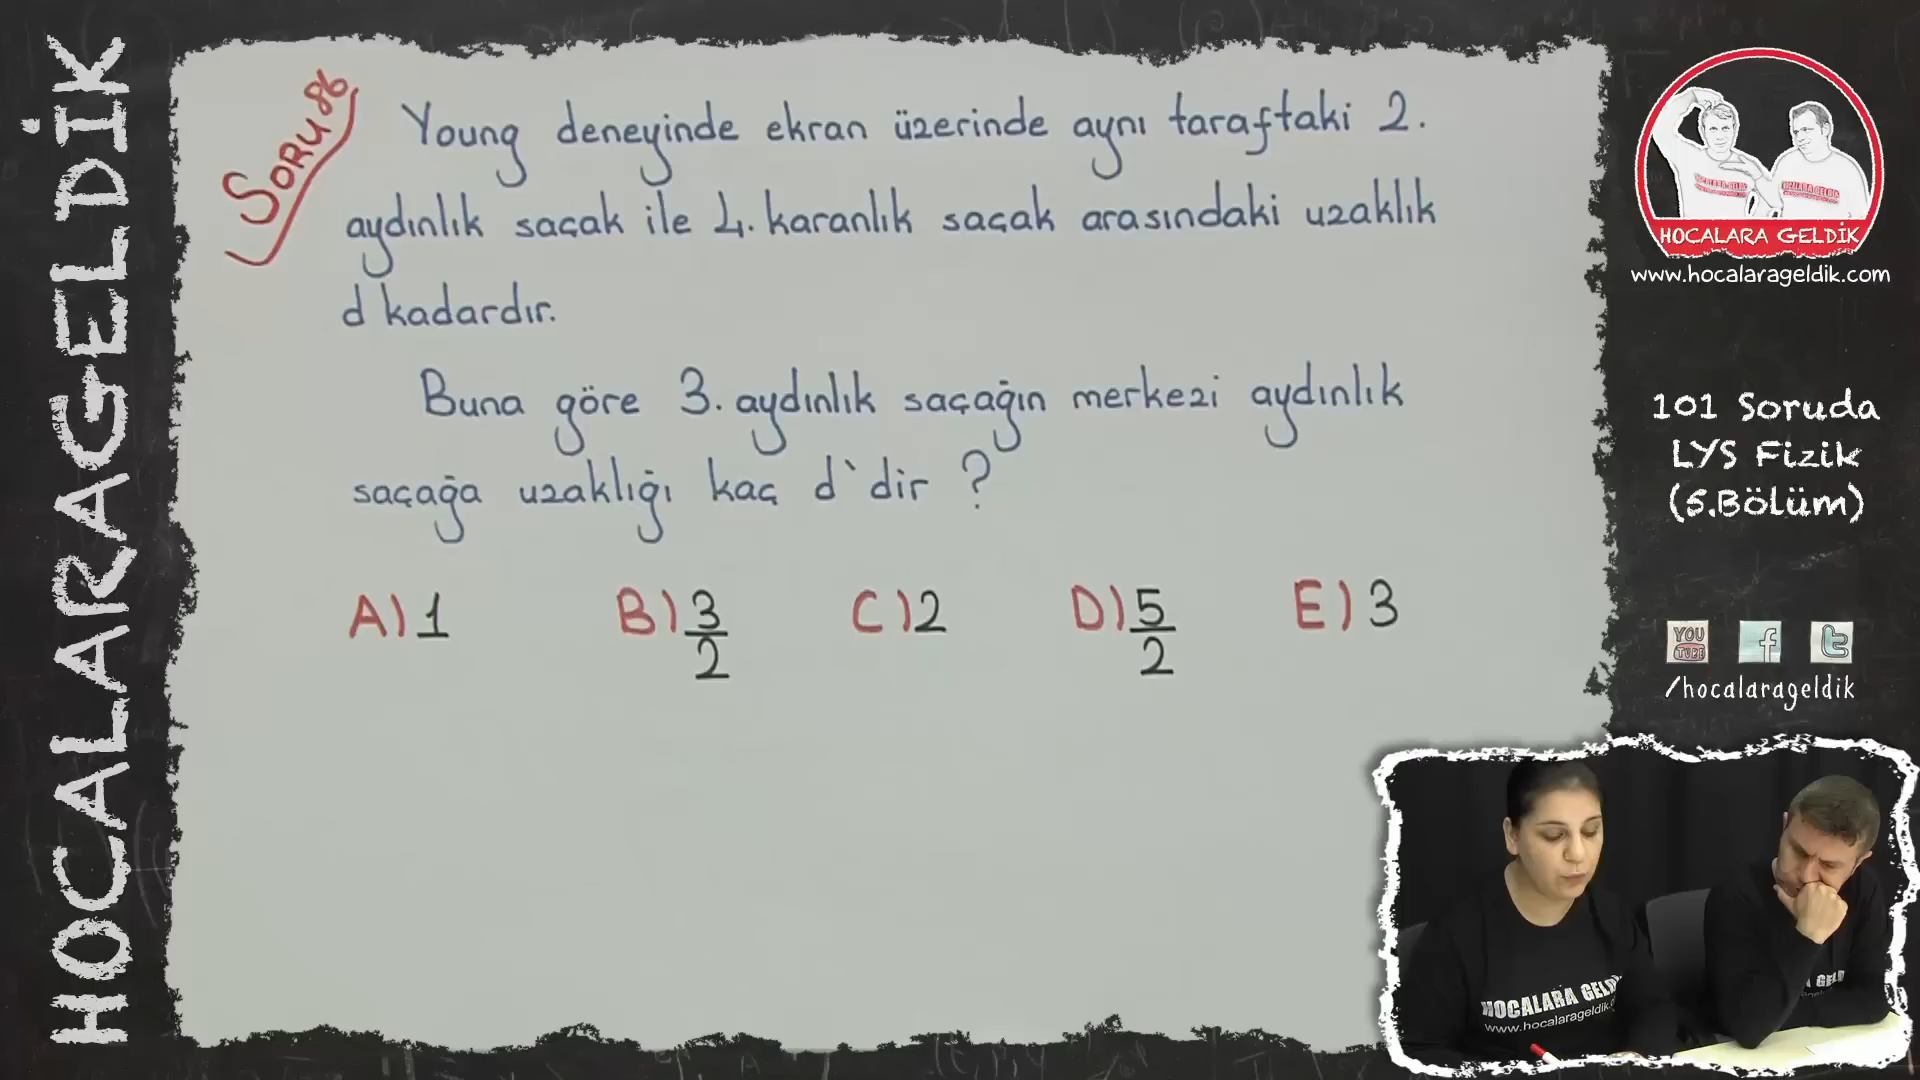 HOCALARAGELDİK
SORU 86
Young deneyinde ekran üzerinde aynı taraftaki 2.
aydınlık saçak ile 4. karanlık saçak arasındaki uzaklık
d kadardır.
Buna göre 3. aydınlık saçağın merkezi aydınlık
saçağa uzaklığı kaç d'dir ?
A) 1 B) 3/2 C) 2 D) 5/2 E) 3
HOCALARA GELDİK
www.hocalarageldik.com
101 Soruda
LYS Fizik
(5.Bölüm)
YOU
TUBE
f
t
/hocalarageldik
HOCALARA GELDİ
www.hocalarageldik.